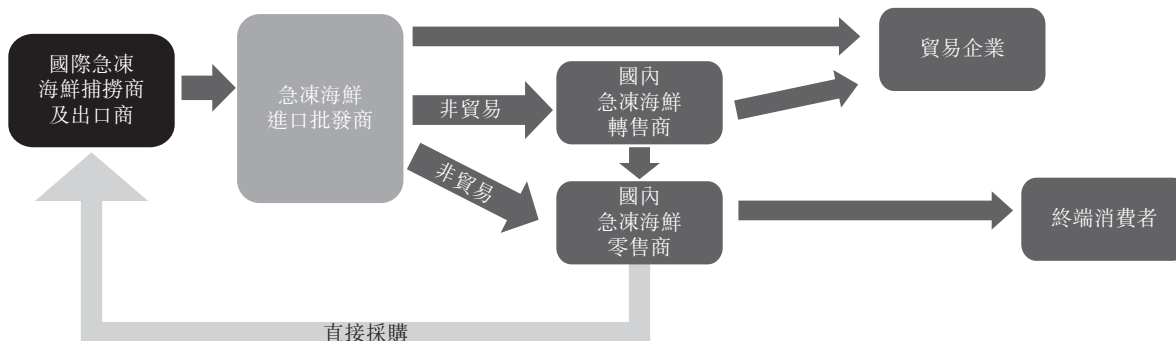 國際急凍
海鮮捕撈商
及出口商
急凍海鮮
進口批發商
非貿易
非貿易
國內
急凍海鮮
轉售商
國內
急凍海鮮
零售商
貿易企業
終端消費者
直接採購